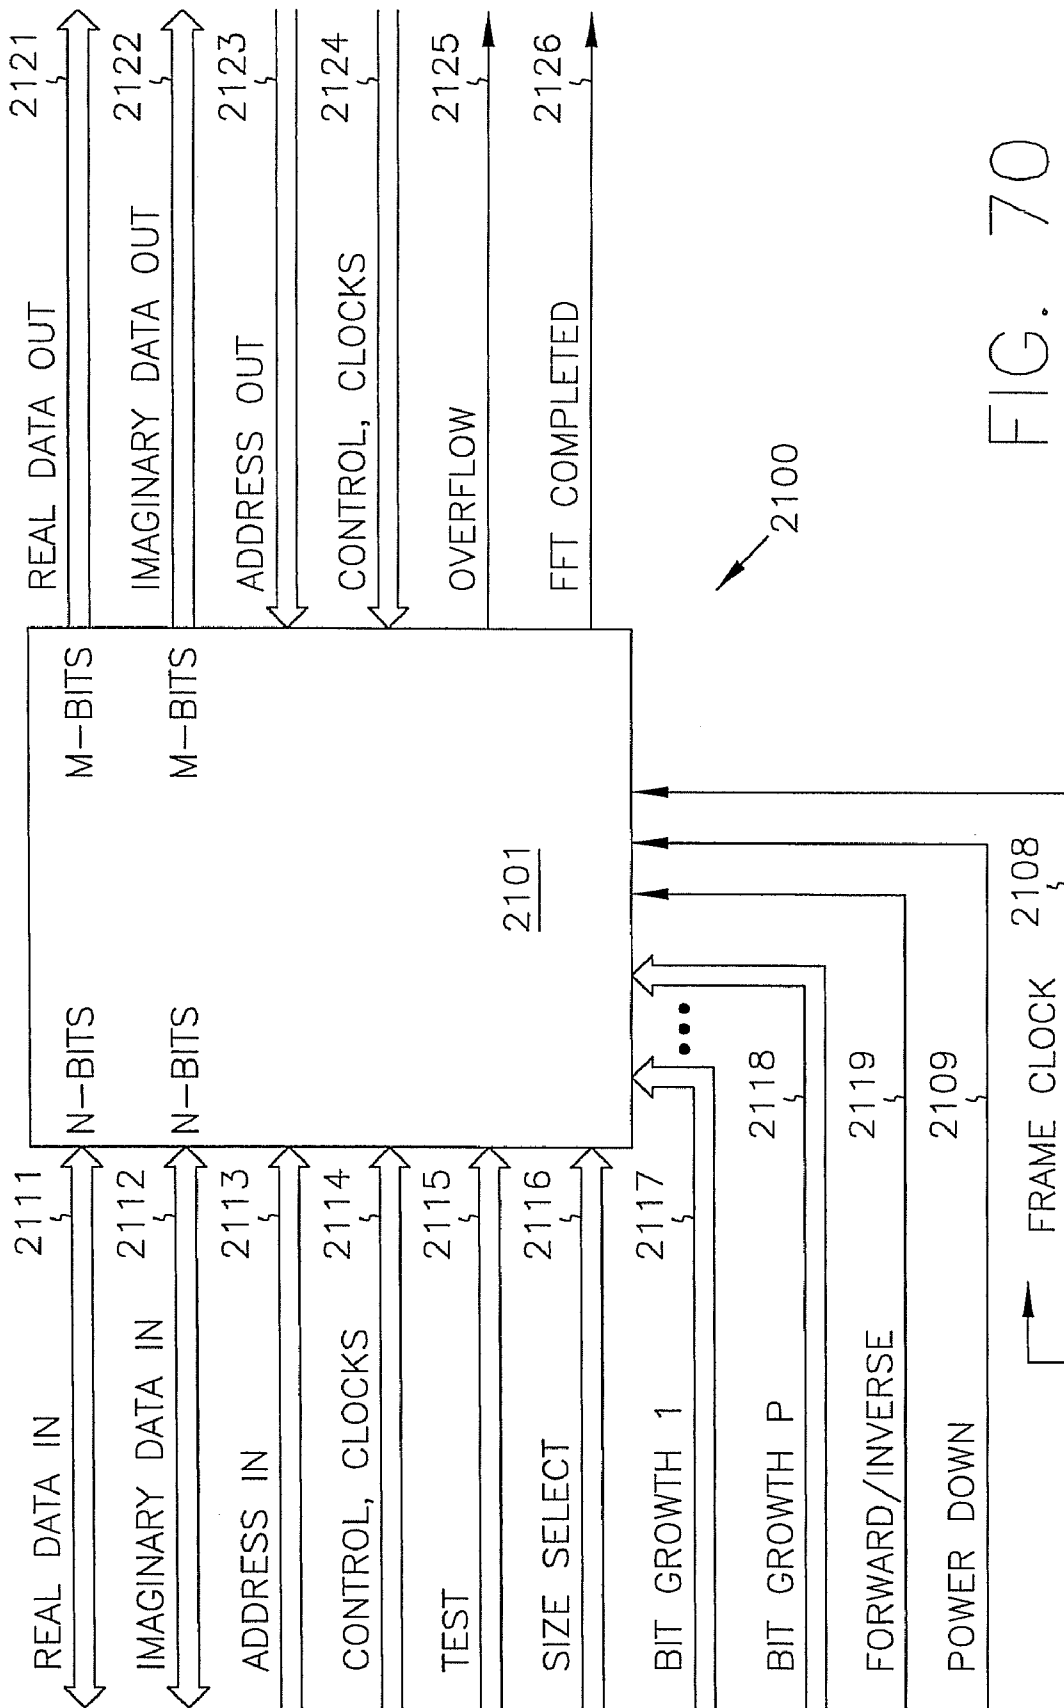 REAL DATA IN
2111
IMAGINARY DATA IN
2112
ADDRESS IN
2113
CONTROL, CLOCKS
2114
TEST
2115
SIZE SELECT
2116
BIT GROWTH 1
2117
BIT GROWTH P
2118
FORWARD/INVERSE
2119
POWER DOWN
2109
FRAME CLOCK
2108
N-BITS
N-BITS
M-BITS
M-BITS
2101
REAL DATA OUT
2121
IMAGINARY DATA OUT
2122
ADDRESS OUT
2123
CONTROL, CLOCKS
2124
OVERFLOW
2125
FFT COMPLETED
2126
2100
FIG. 70